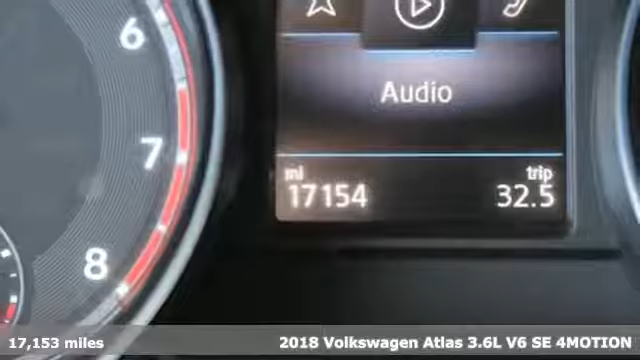 6
7
8
Audio
mi
trip
17154
32.5
17,153 miles
2018 Volkswagen Atlas 3.6L V6 SE 4MOTION